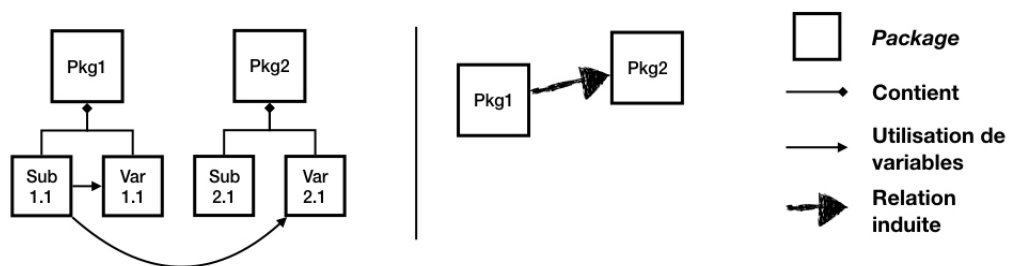 Pkg1
Pkg2
Sub
1.1
Var
1.1
Sub
2.1
Var
2.1
Pkg1
Pkg2
Package
Contient
Utilisation de
variables
Relation
induite